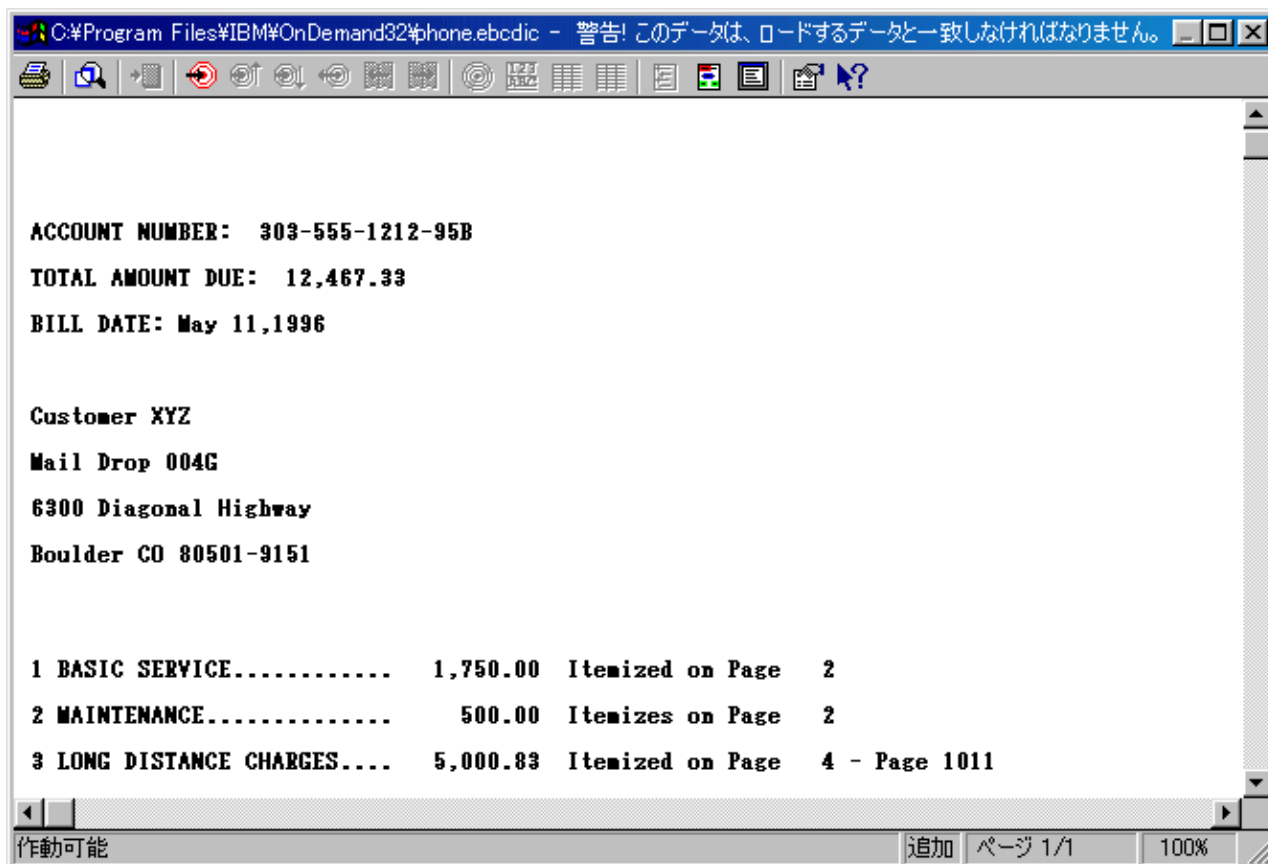 C:¥Program Files¥IBM¥OnDemand32¥phone.ebcdic - 警告! このデータは、ロードするデータと一致しなければなりません。
ACCOUNT NUMBER:  303-555-1212-95B
TOTAL AMOUNT DUE:  12,467.33
BILL DATE: May 11,1996
Customer XYZ
Mail Drop 004G
6300 Diagonal Highway
Boulder CO 80501-9151
1 BASIC SERVICE............   1,750.00  Itemized on Page   2
2 MAINTENANCE..............     500.00  Itemizes on Page   2
3 LONG DISTANCE CHARGES....   5,000.83  Itemized on Page   4 - Page 1011
作動可能 追加 ページ 1/1 100%